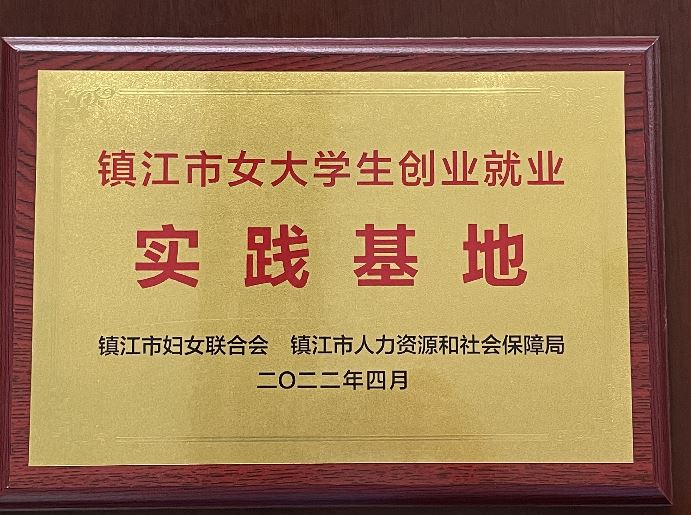 镇江市女大学生创业就业
实践基地
镇江市妇女联合会 镇江市人力资源和社会保障局
二〇二二年四月